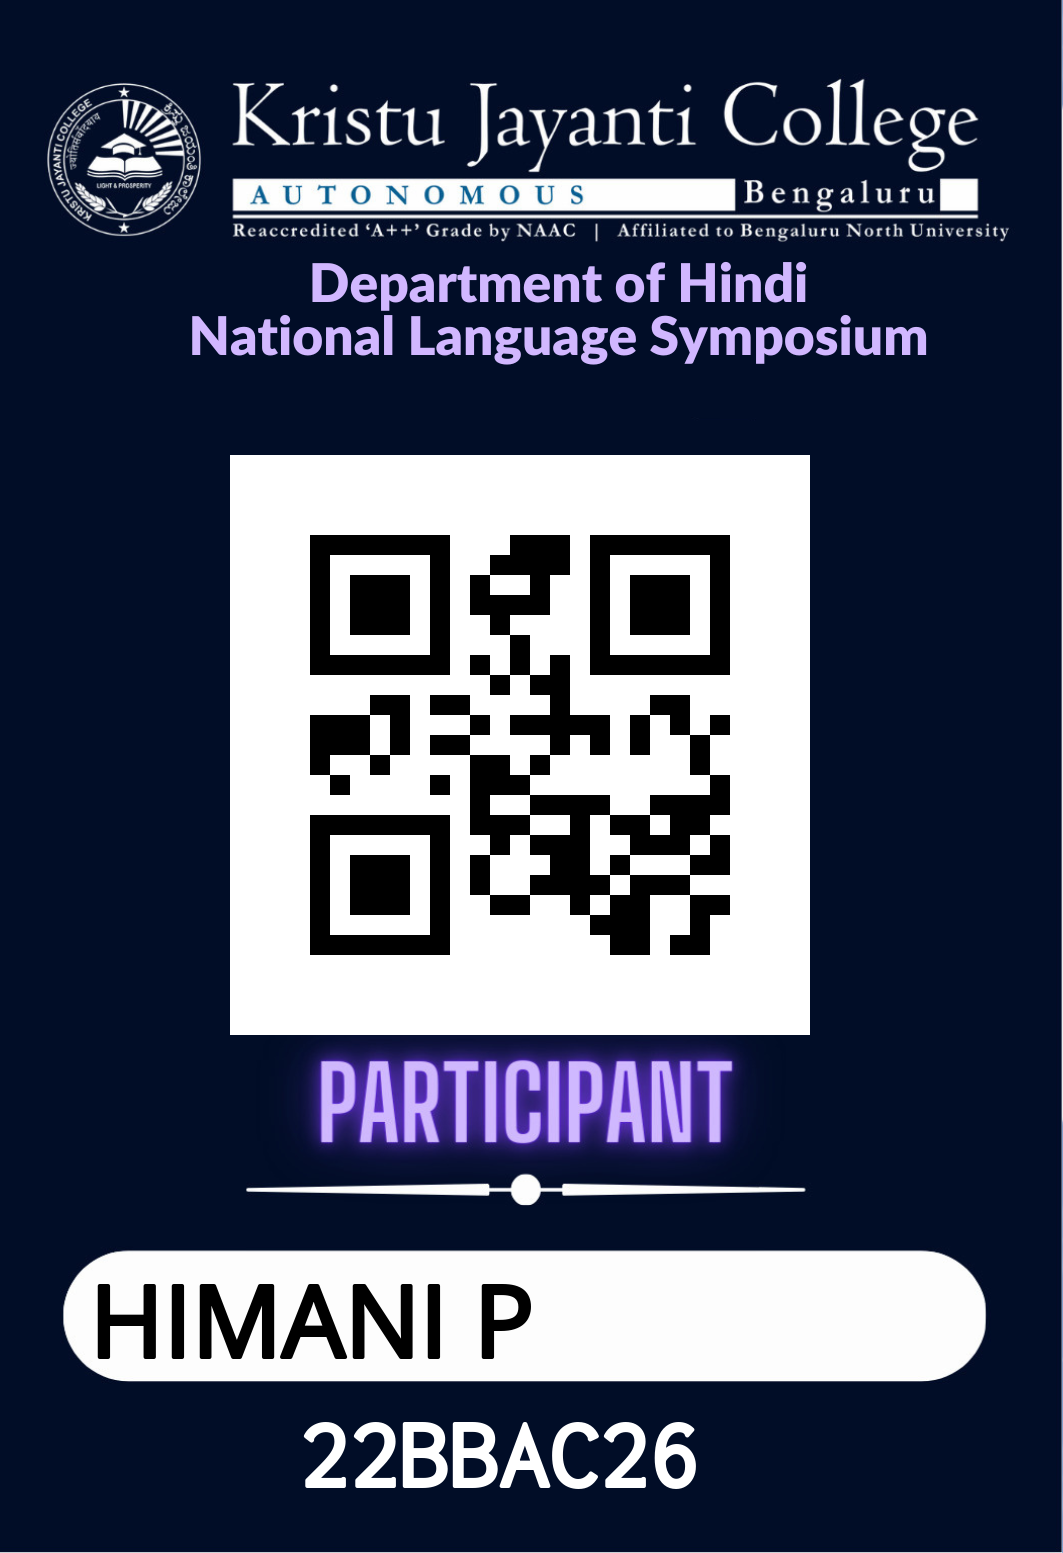 KRISTU JAYANTI COLLEGE
LIGHT & PROSPERITY
Kristu Jayanti College
AUTONOMOUS Bengaluru
Reaccredited ‘A++’ Grade by NAAC | Affiliated to Bengaluru North University
Department of Hindi
National Language Symposium
PARTICIPANT
HIMANI P
22BBAC26